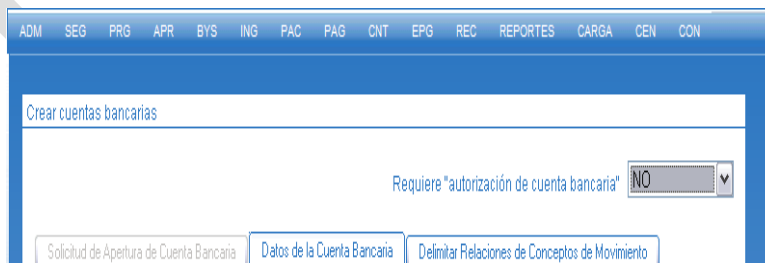 ADM SEG PRG APR BYS ING PAC PAG CNT EPG REC REPORTES CARGA CEN CON
Crear cuentas bancarias
Requiere "autorización de cuenta bancaria" NO
Solicitud de Apertura de Cuenta Bancaria Datos de la Cuenta Bancaria Delimitar Relaciones de Conceptos de Movimiento